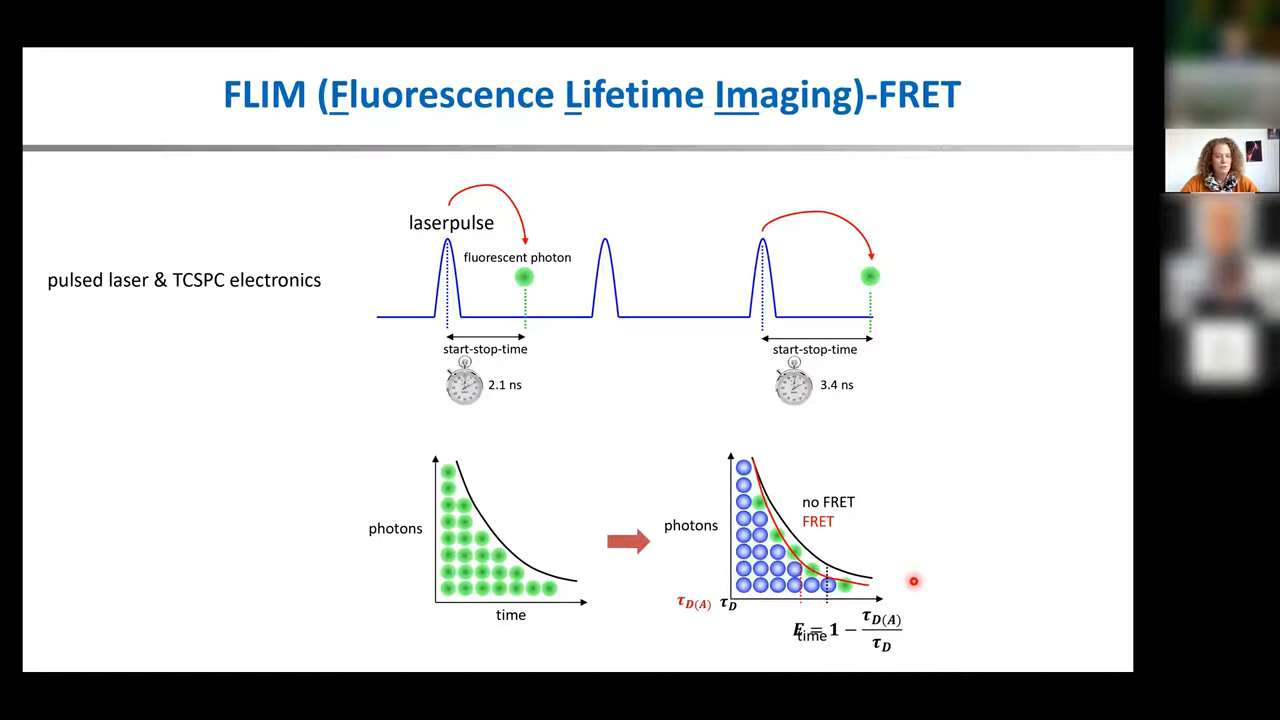 FLIM (Fluorescence Lifetime Imaging)-FRET
laserpulse
fluorescent photon
pulsed laser & TCSPC electronics
start-stop-time
2.1 ns
start-stop-time
3.4 ns
photons
time
photons
no FRET
FRET
τD(A) τD
time
E = 1 − τD(A)/τD